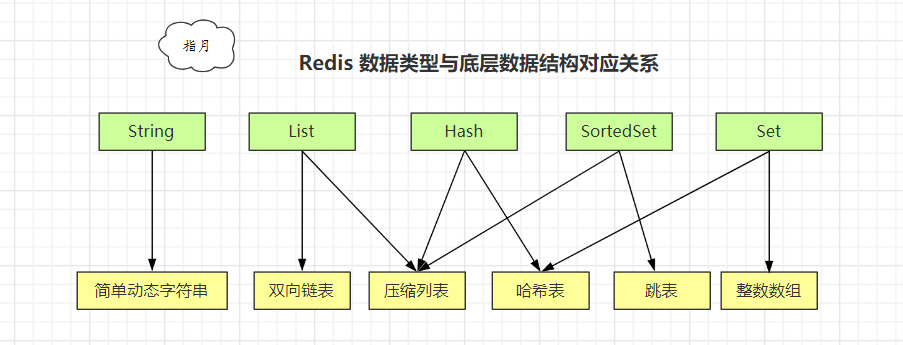 指月
Redis 数据类型与底层数据结构对应关系
String
List
Hash
SortedSet
Set
简单动态字符串
双向链表
压缩列表
哈希表
跳表
整数数组